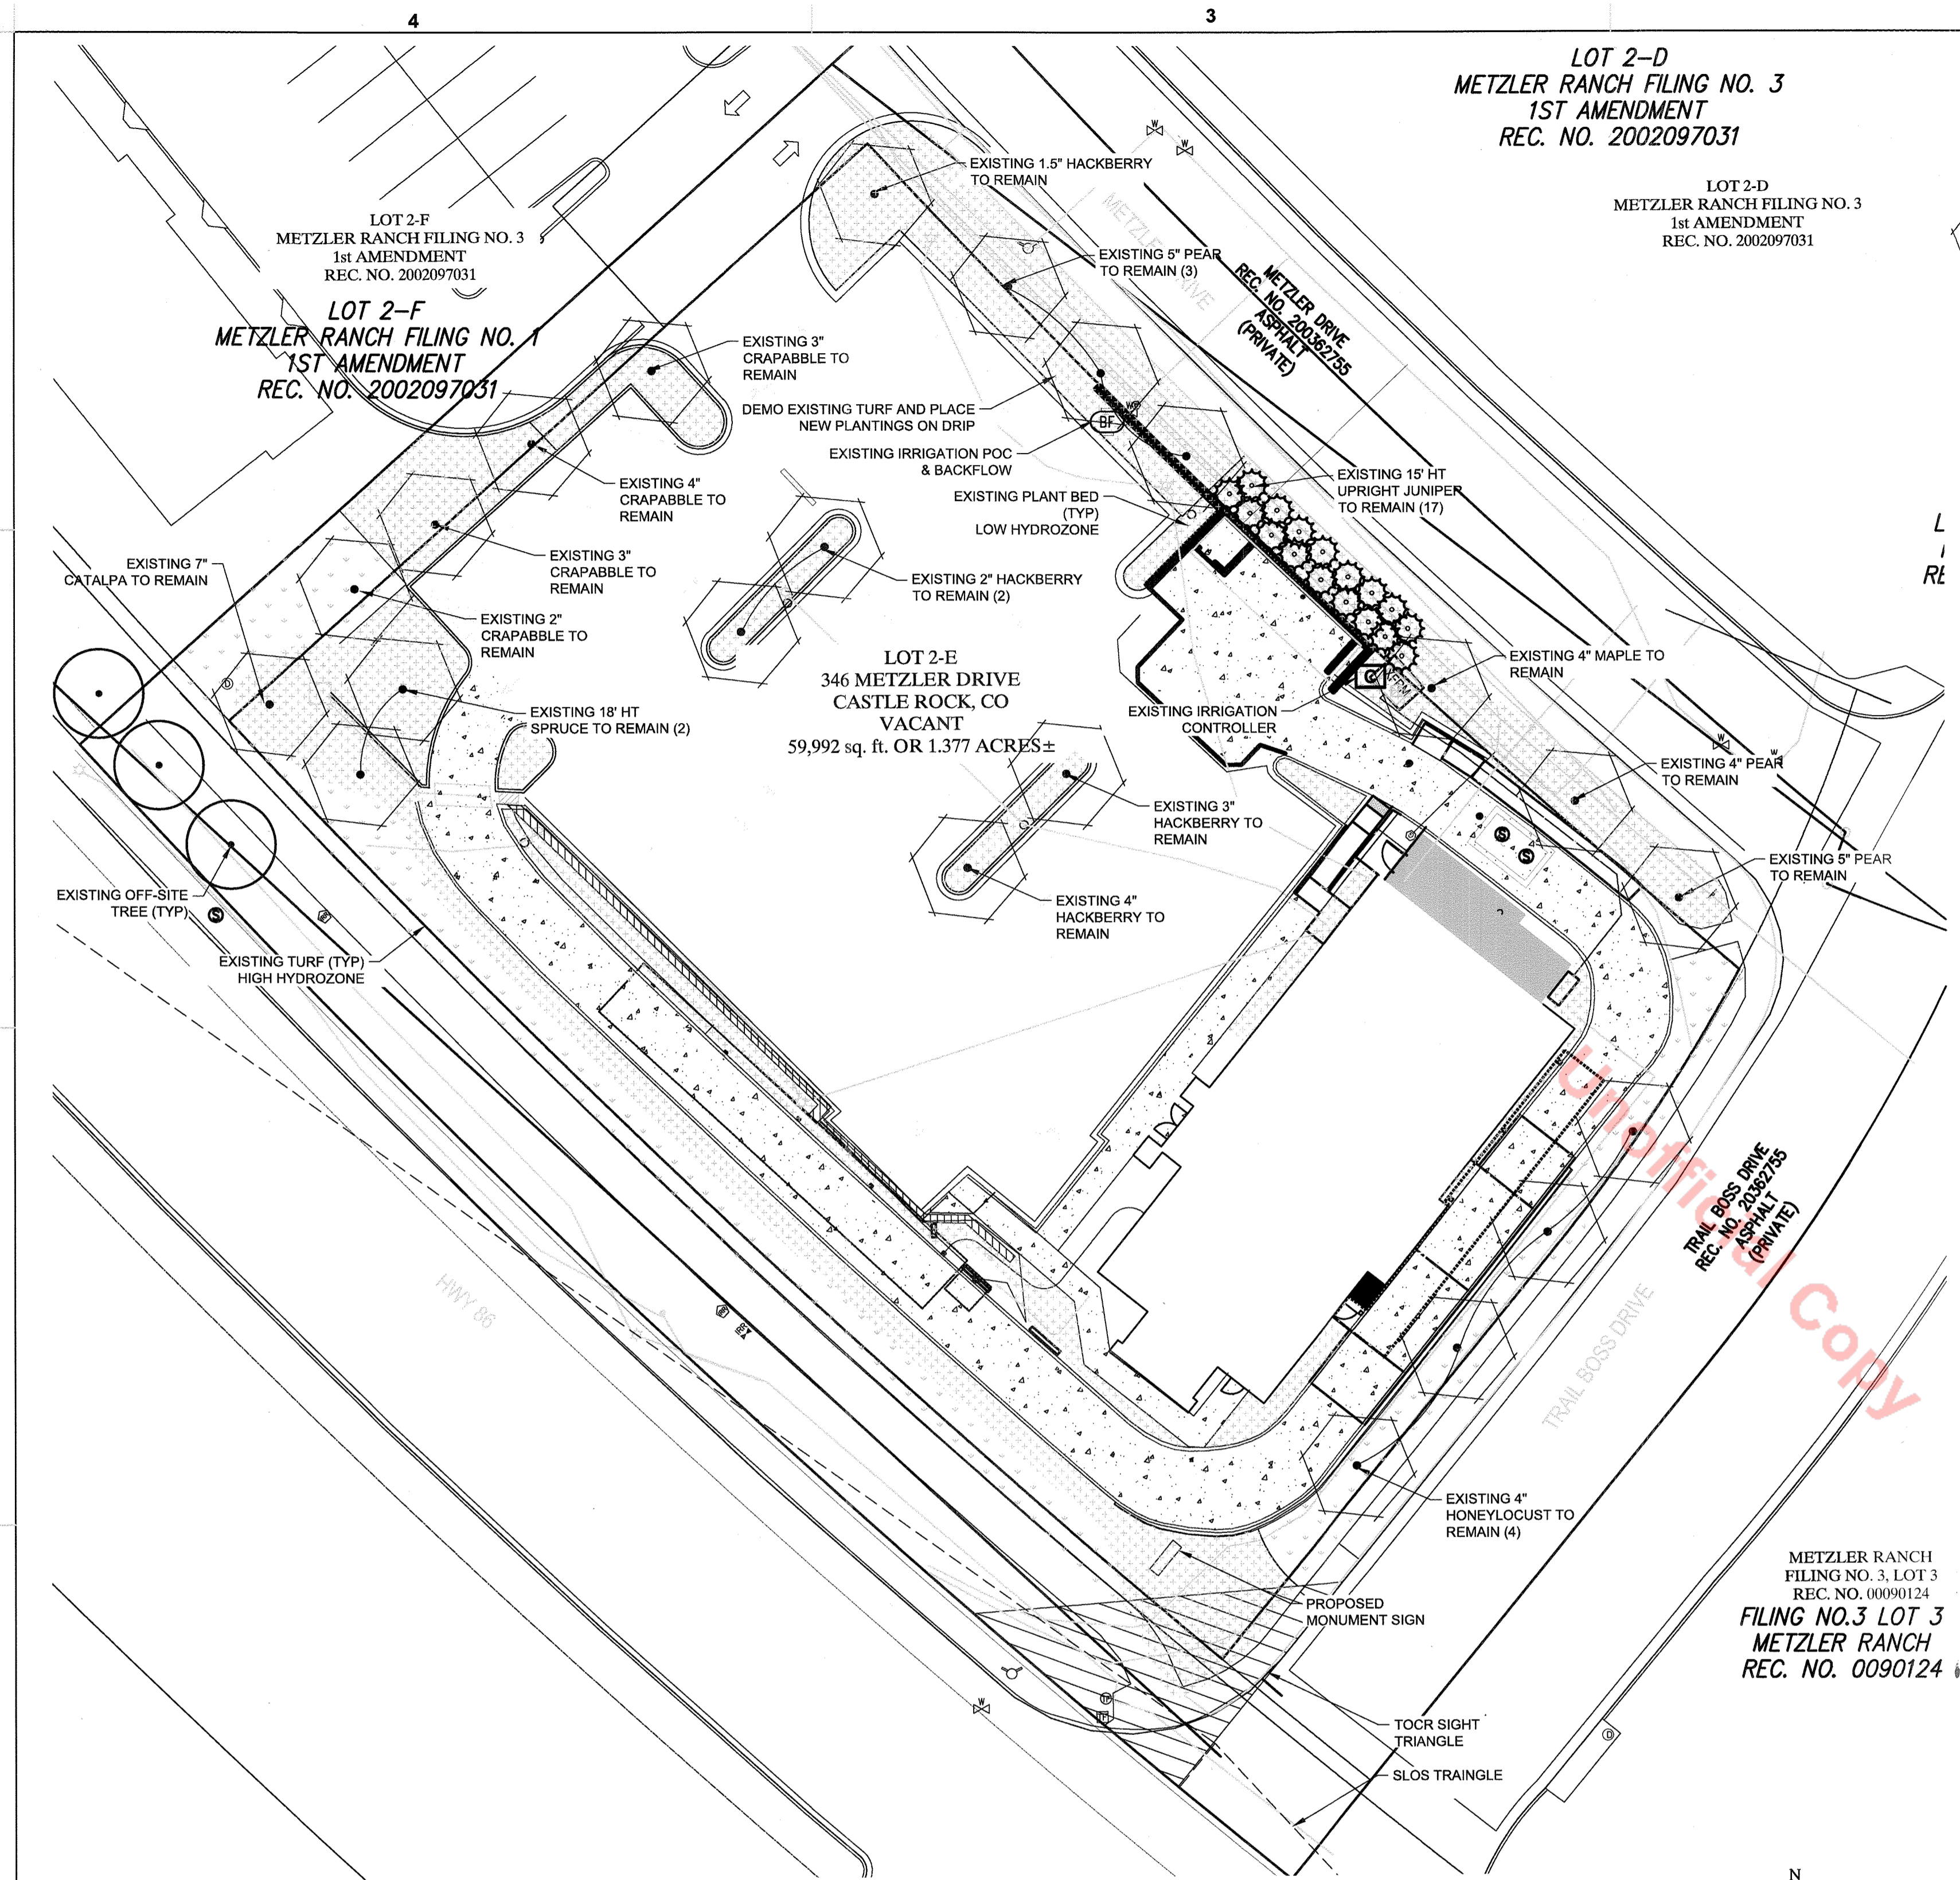 4
3
LOT 2-D
METZLER RANCH FILING NO. 3
1ST AMENDMENT
REC. NO. 2002097031
LOT 2-D
METZLER RANCH FILING NO. 3
1st AMENDMENT
REC. NO. 2002097031
W
W
EXISTING 1.5" HACKBERRY
TO REMAIN
METZLER DRIVE
LOT 2-F
METZLER RANCH FILING NO. 3
1st AMENDMENT
REC. NO. 2002097031
LOT 2-F
METZLER RANCH FILING NO. 1
1ST AMENDMENT
REC. NO. 2002097031
EXISTING 5" PEAR
TO REMAIN (3)
METZLER DRIVE
REC. NO. 200362755
ASPHALT
(PRIVATE)
EXISTING 3"
CRAPABBLE TO
REMAIN
DEMO EXISTING TURF AND PLACE
NEW PLANTINGS ON DRIP
BF
EXISTING IRRIGATION POC
& BACKFLOW
EXISTING PLANT BED
(TYP)
LOW HYDROZONE
EXISTING 15' HT
UPRIGHT JUNIPER
TO REMAIN (17)
EXISTING 4"
CRAPABBLE TO
REMAIN
EXISTING 3"
CRAPABBLE TO
REMAIN
EXISTING 7"
CATALPA TO REMAIN
EXISTING 2" HACKBERRY
TO REMAIN (2)
EXISTING 2"
CRAPABBLE TO
REMAIN
L
RE
LOT 2-E
346 METZLER DRIVE
CASTLE ROCK, CO
VACANT
59,992 sq. ft. OR 1.377 ACRES±
EXISTING 4" MAPLE TO
REMAIN
C
D
EXISTING 18' HT
SPRUCE TO REMAIN (2)
EXISTING IRRIGATION
CONTROLLER
W
W
EXISTING 4" PEAR
TO REMAIN
EXISTING 3"
HACKBERRY TO
REMAIN
S
S
EXISTING 5" PEAR
TO REMAIN
EXISTING OFF-SITE
TREE (TYP)
S
EXISTING 4"
HACKBERRY TO
REMAIN
EXISTING TURF (TYP)
HIGH HYDROZONE
Unofficial Copy
TRAIL BOSS DRIVE
REC. NO. 20362755
ASPHALT
(PRIVATE)
HWY 86
IRR
TRAIL BOSS DRIVE
EXISTING 4"
HONEYLOCUST TO
REMAIN (4)
METZLER RANCH
FILING NO. 3, LOT 3
REC. NO. 00090124
FILING NO.3 LOT 3
METZLER RANCH
REC. NO. 0090124
PROPOSED
MONUMENT SIGN
W
TOCR SIGHT
TRIANGLE
D
SLOS TRAINGLE
N